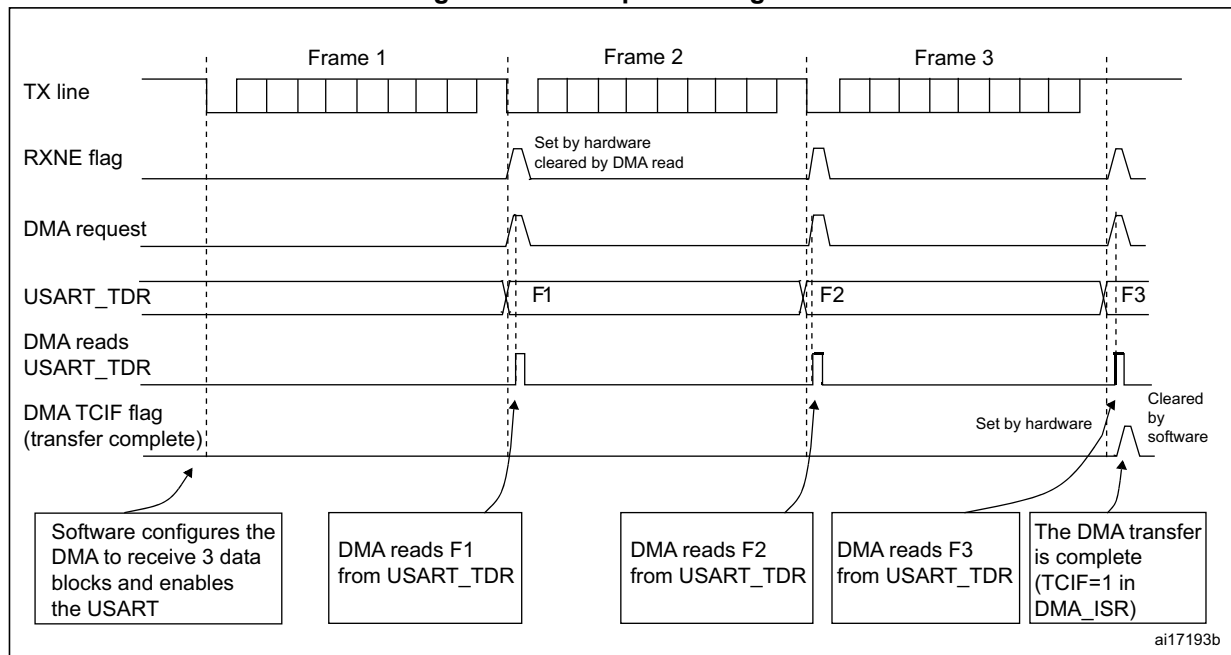 Frame 1
Frame 2
Frame 3
TX line
RXNE flag
Set by hardware
cleared by DMA read
DMA request
USART_TDR
F1
F2
F3
DMA reads
USART_TDR
DMA TCIF flag
(transfer complete)
Set by hardware
Cleared
by
software
Software configures the
DMA to receive 3 data
blocks and enables
the USART
DMA reads F1
from USART_TDR
DMA reads F2
from USART_TDR
DMA reads F3
from USART_TDR
The DMA transfer
is complete
(TCIF=1 in
DMA_ISR)
ai17193b